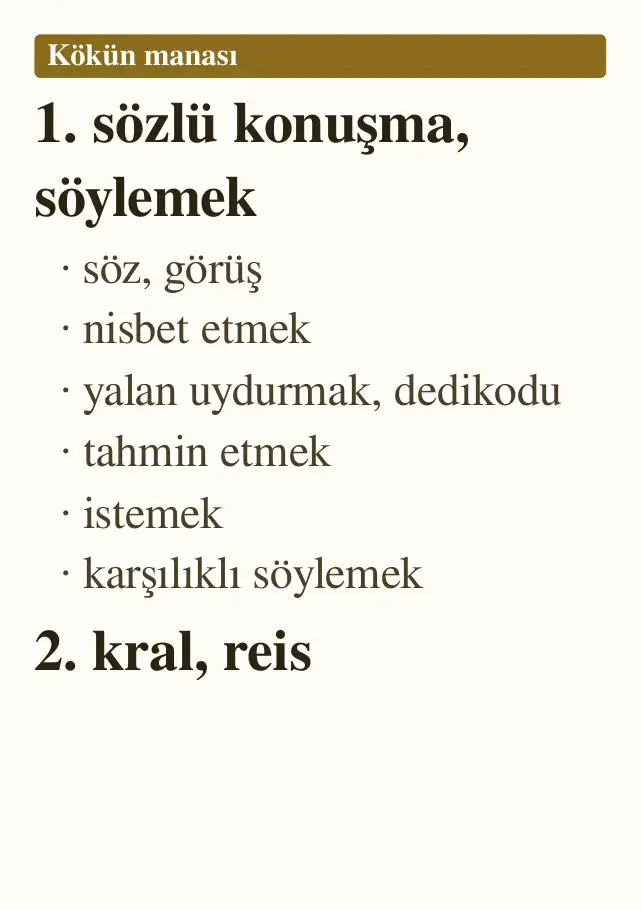 Kökün manası
1. sözlü konuşma,
söylemek
· söz, görüş
· nisbet etmek
· yalan uydurmak, dedikodu
· tahmin etmek
· istemek
· karşılıklı söylemek
2. kral, reis